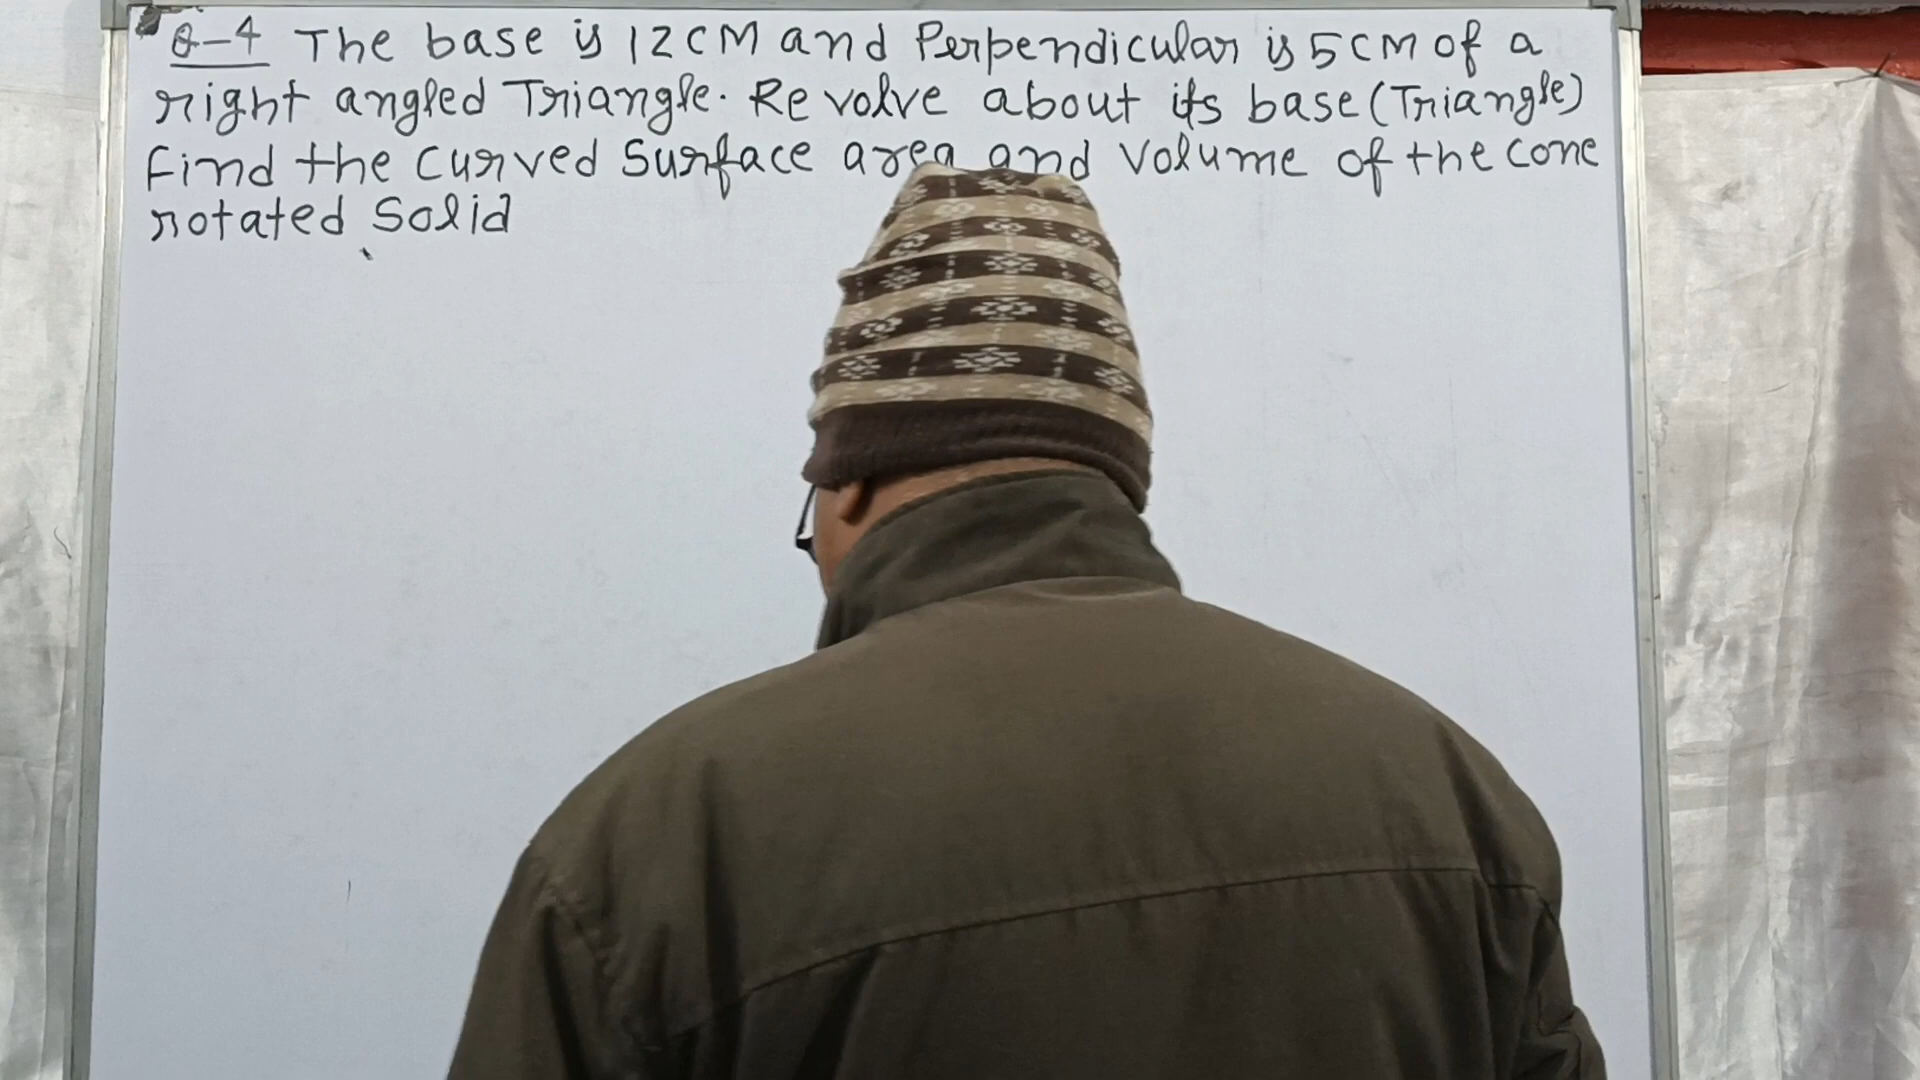 Q-4 The base is 12CM and Perpendicular is 5CM of a
right angled Triangle. Revolve about its base (Triangle)
Find the curved surface area and volume of the cone
rotated solid